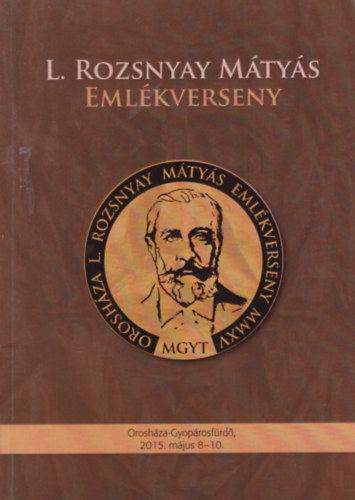 L. ROZSNYAY MÁTYÁS
EMLÉKVERSENY
OROSHÁZA L. ROZSNYAY MÁTYÁS EMLÉKVERSENY MMXV
MGYT
Orosháza-Gyopárosfürdő,
2015. május 8–10.